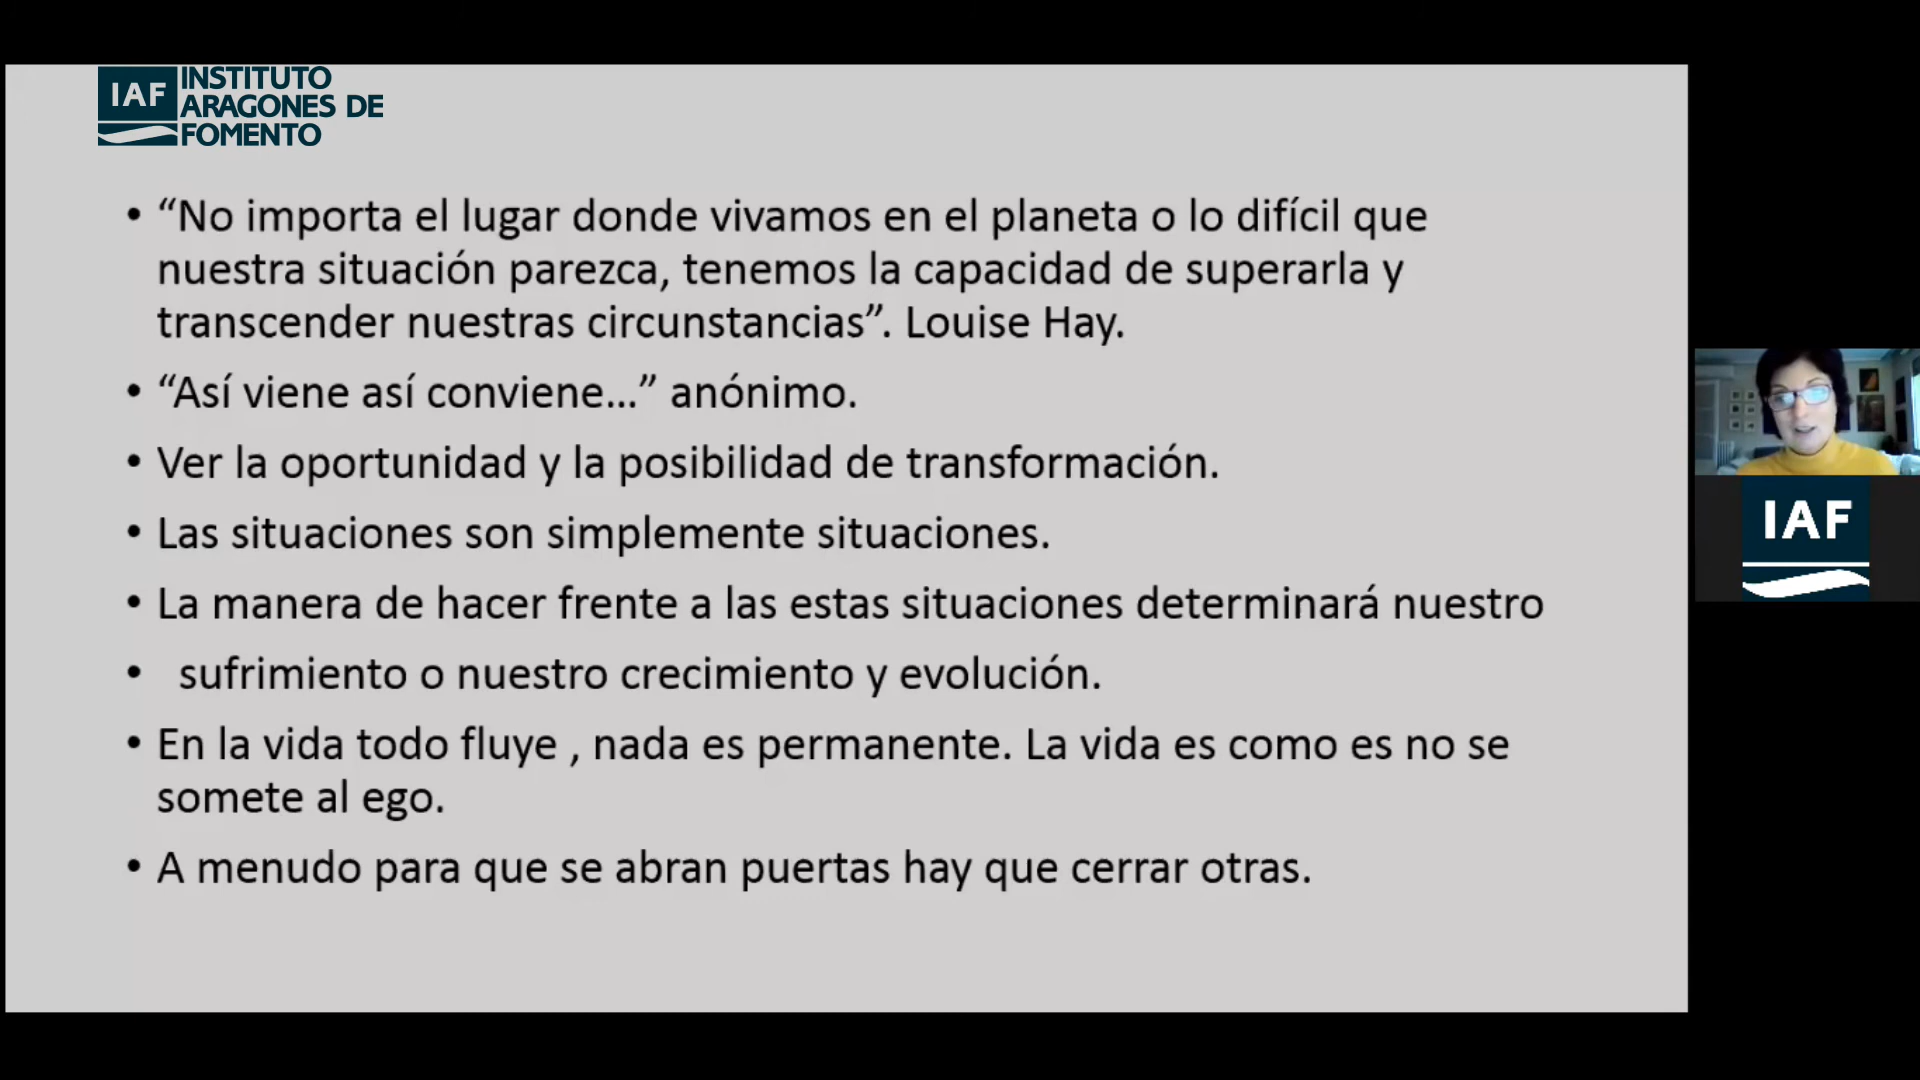 IAF
INSTITUTO
ARAGONES DE
FOMENTO
• “No importa el lugar donde vivamos en el planeta o lo difícil que
nuestra situación parezca, tenemos la capacidad de superarla y
transcender nuestras circunstancias”. Louise Hay.
• “Así viene así conviene...” anónimo.
• Ver la oportunidad y la posibilidad de transformación.
• Las situaciones son simplemente situaciones.
• La manera de hacer frente a las estas situaciones determinará nuestro
• sufrimiento o nuestro crecimiento y evolución.
• En la vida todo fluye , nada es permanente. La vida es como es no se
somete al ego.
• A menudo para que se abran puertas hay que cerrar otras.
IAF